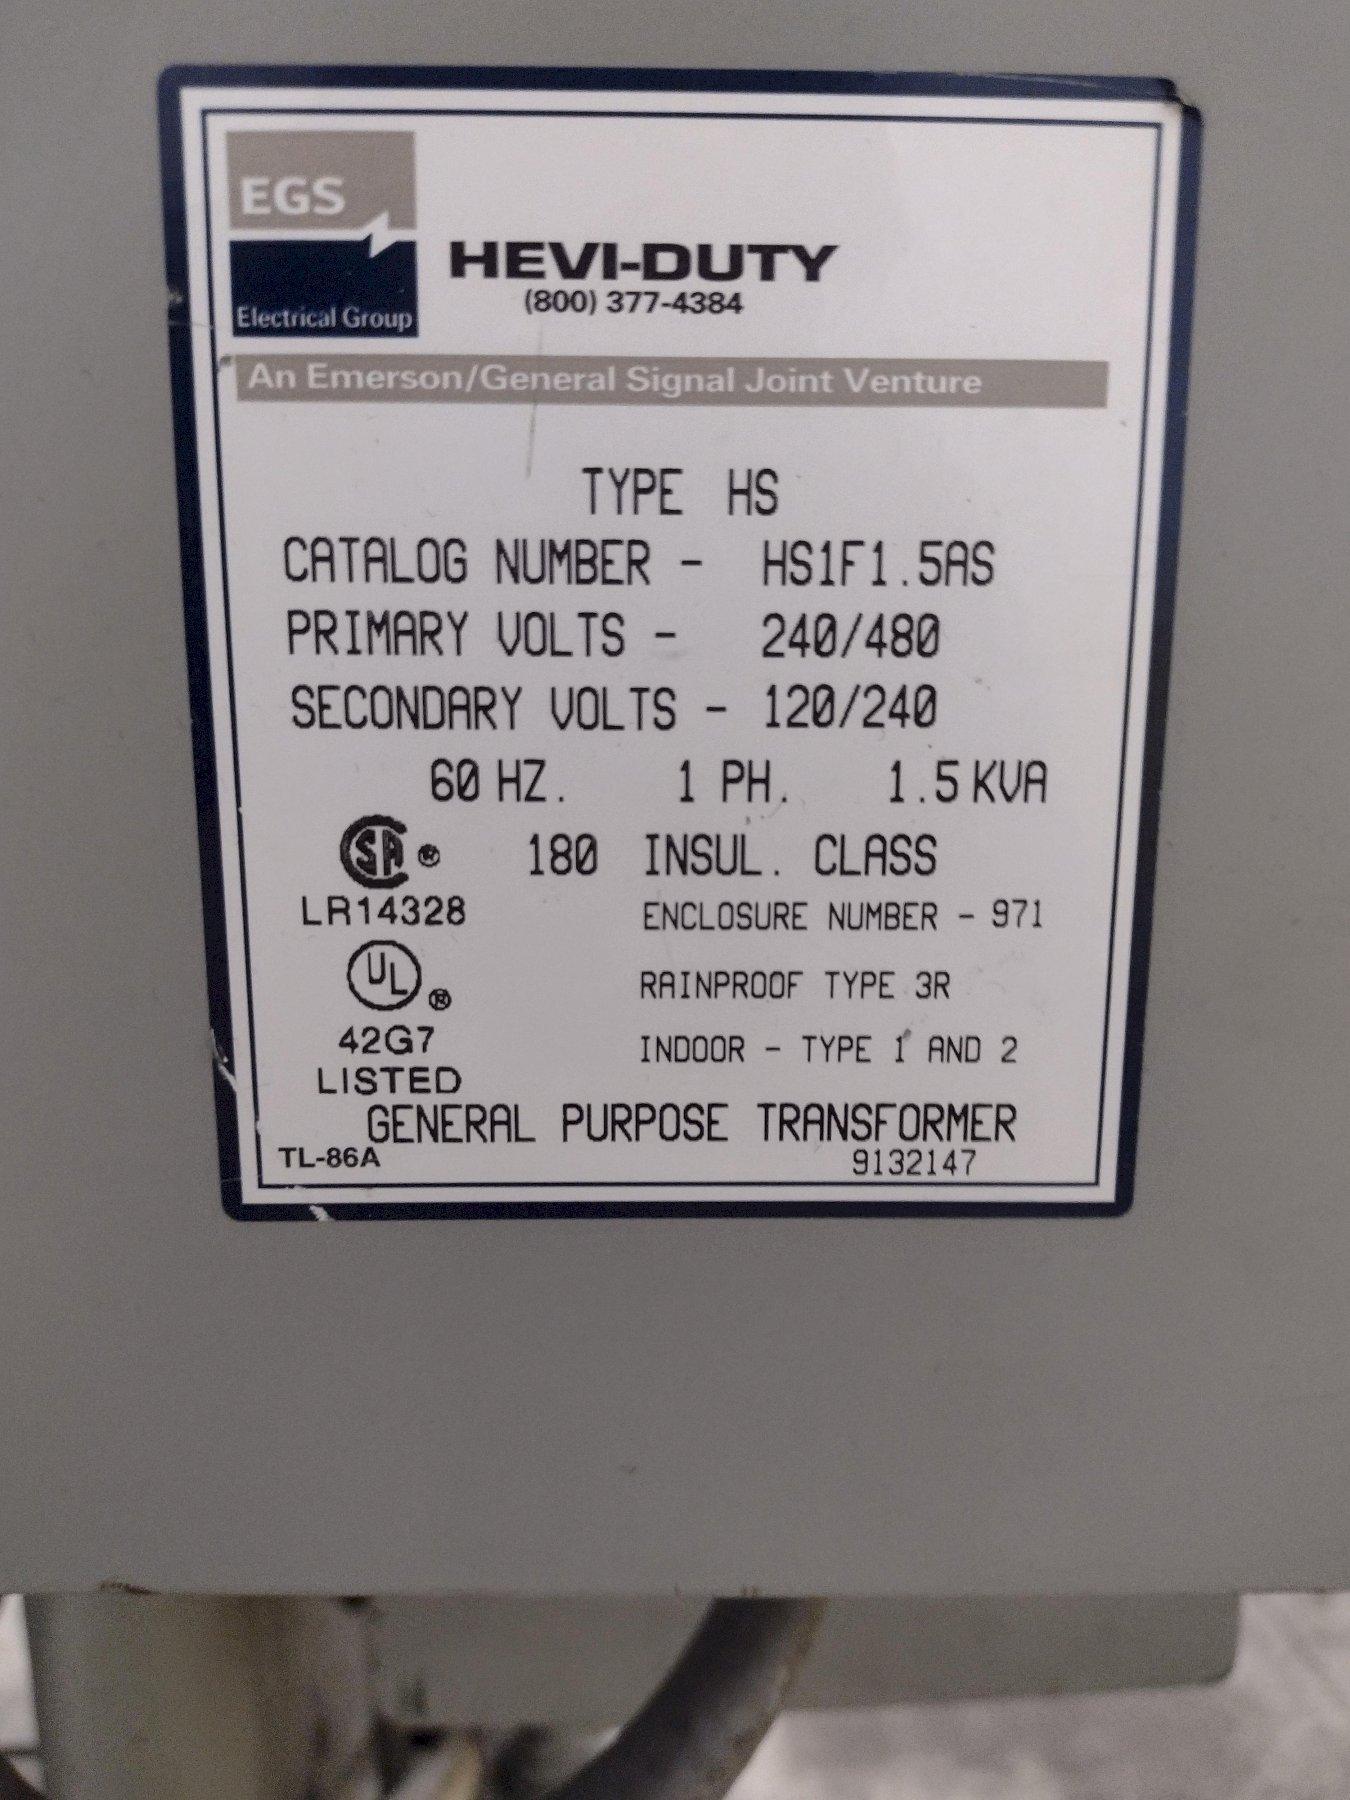 EGS
Electrical Group
HEVI-DUTY
(800) 377-4384
An Emerson/General Signal Joint Venture
TYPE HS
CATALOG NUMBER - HS1F1.5AS
PRIMARY VOLTS - 240/480
SECONDARY VOLTS - 120/240
60 HZ. 1 PH. 1.5 KVA
SA ® 180 INSUL. CLASS
LR14328
ENCLOSURE NUMBER - 971
UL ®
RAINPROOF TYPE 3R
42G7
INDOOR - TYPE 1 AND 2
LISTED
GENERAL PURPOSE TRANSFORMER
TL-86A
9132147